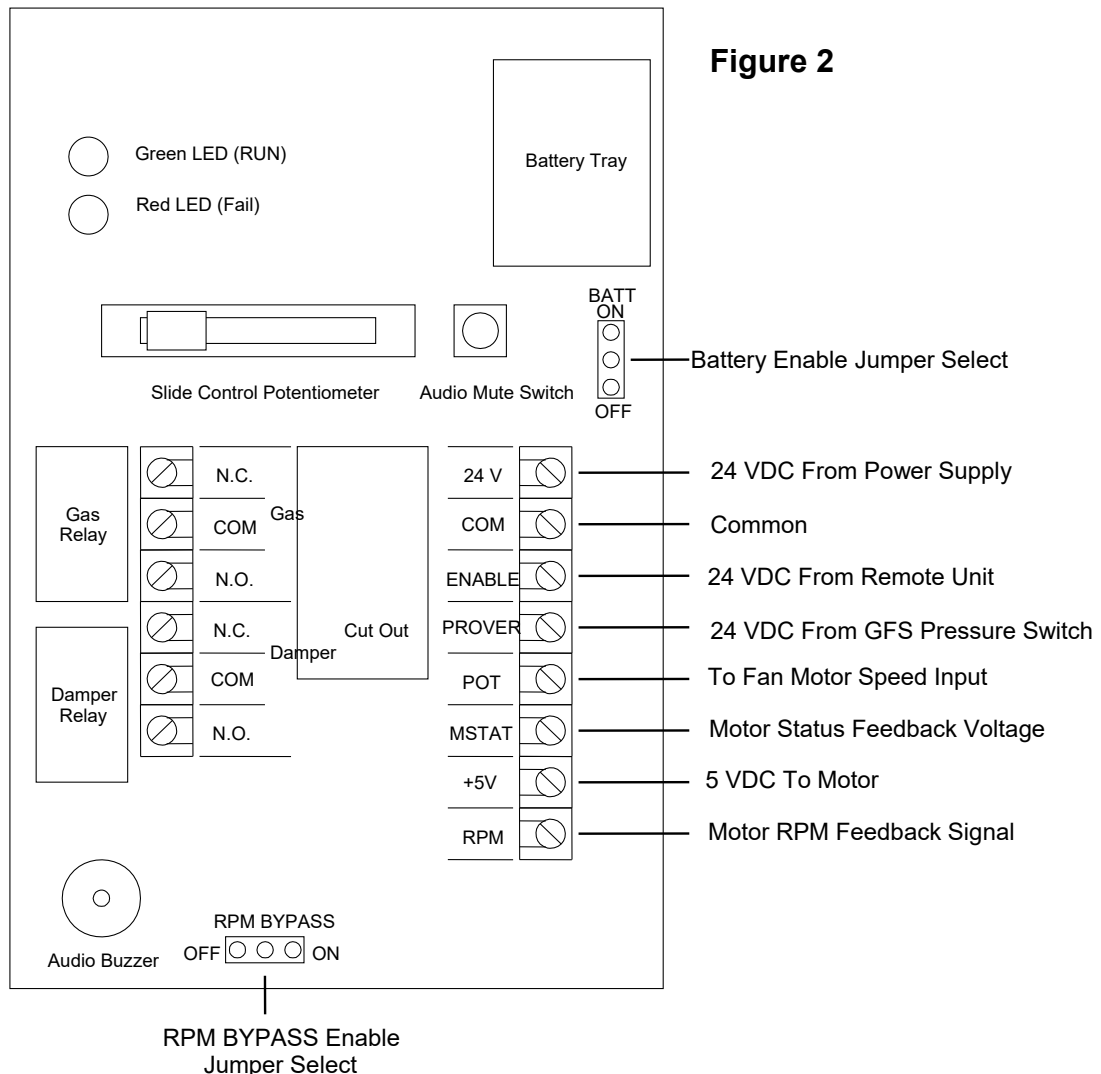 Figure 2
Green LED (RUN)
Red LED (Fail)
Battery Tray
BATT
ON
OFF
Battery Enable Jumper Select
Slide Control Potentiometer
Audio Mute Switch
Gas
Relay
Damper
Relay
N.C.
COM
N.O.
N.C.
COM
N.O.
Gas
Damper
Cut Out
24 V
24 VDC From Power Supply
COM
Common
ENABLE
24 VDC From Remote Unit
PROVER
24 VDC From GFS Pressure Switch
POT
To Fan Motor Speed Input
MSTAT
Motor Status Feedback Voltage
+5V
5 VDC To Motor
RPM
Motor RPM Feedback Signal
Audio Buzzer
RPM BYPASS
OFF
ON
RPM BYPASS Enable
Jumper Select